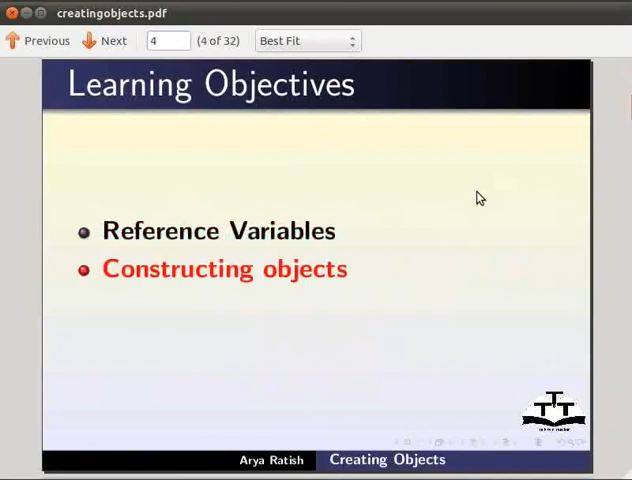 creatingobjects.pdf
Previous Next 4 (4 of 32) Best Fit
Learning Objectives
Reference Variables
Constructing objects
TTT
Arya Ratish Creating Objects